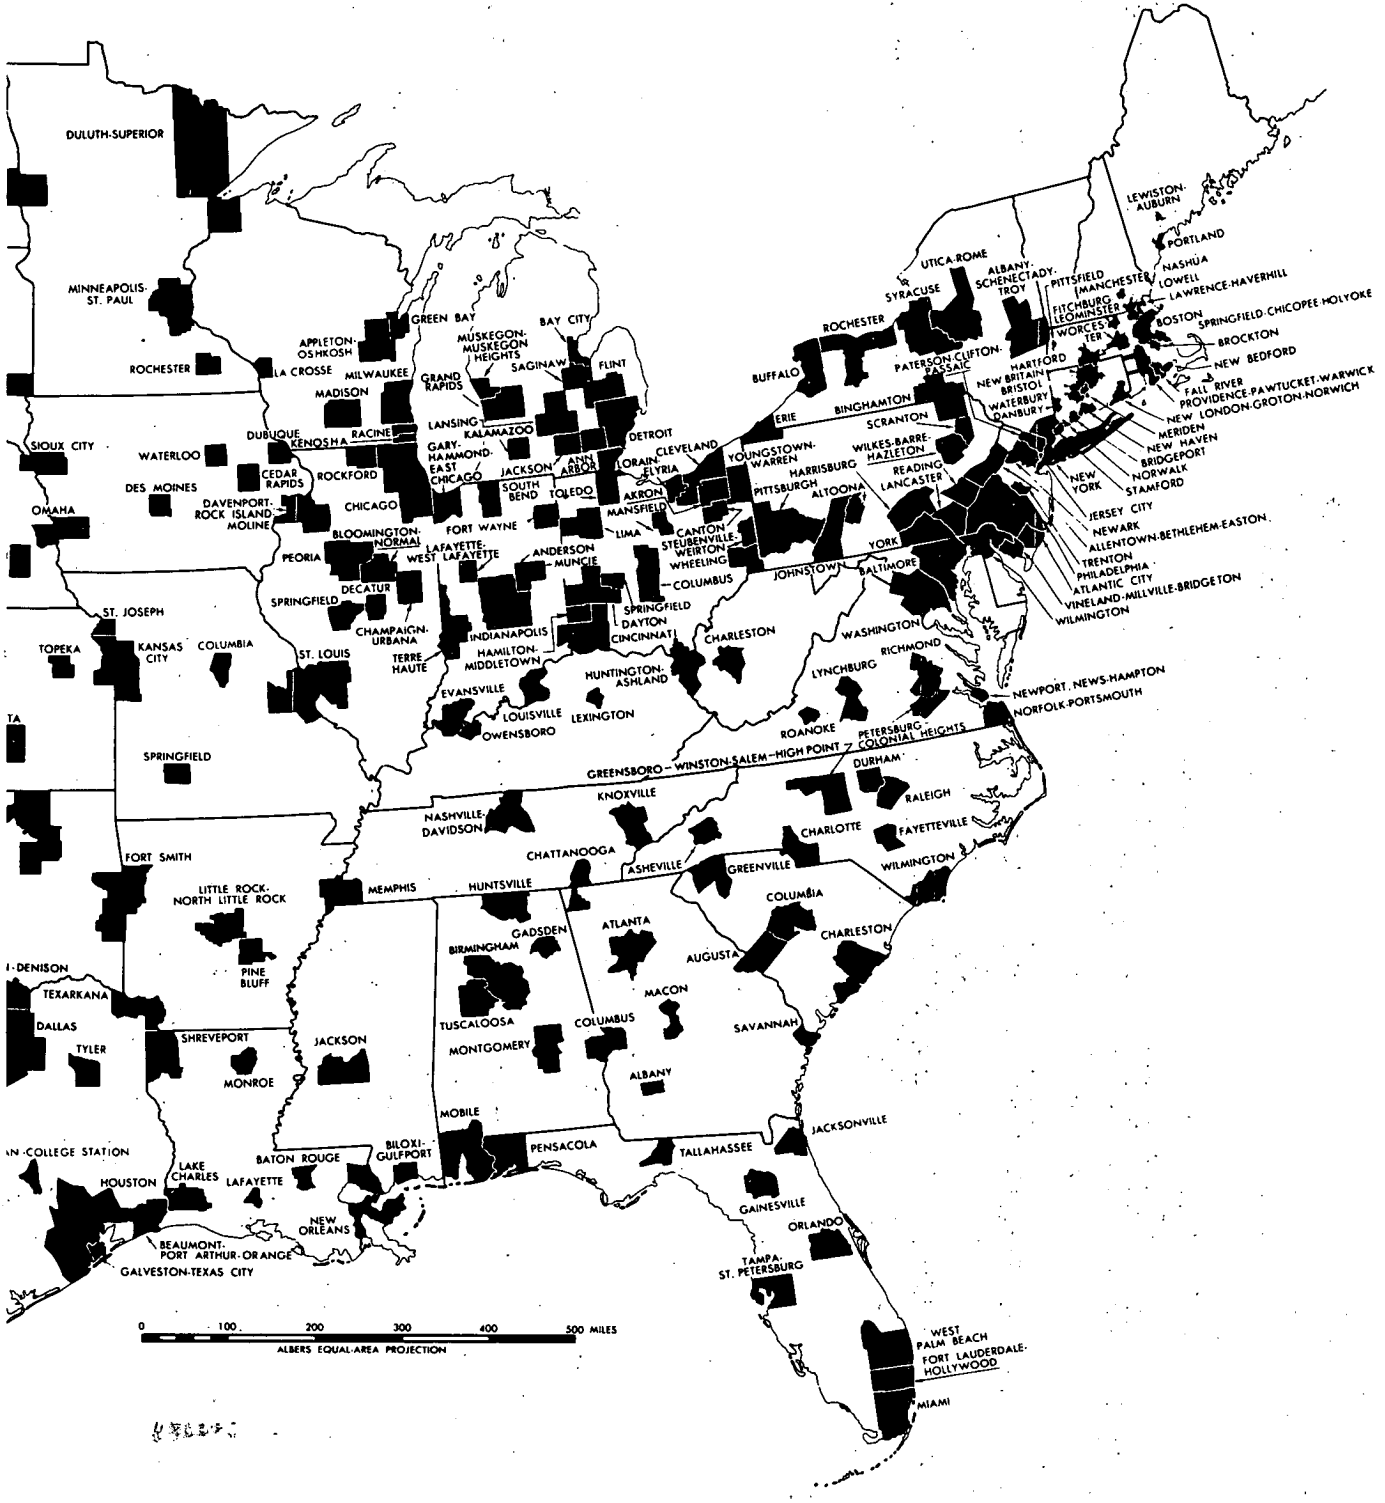 DULUTH-SUPERIOR
MINNEAPOLIS-
ST. PAUL
ROCHESTER
LA CROSSE
APPLETON-
OSHKOSH
GREEN BAY
MILWAUKEE
MADISON
RACINE
KENOSHA
DUBUQUE
ROCKFORD
CHICAGO
SIOUX CITY
WATERLOO
CEDAR
RAPIDS
DES MOINES
DAVENPORT-
ROCK ISLAND-
MOLINE
OMAHA
PEORIA
BLOOMINGTON-
NORMAL
DECATUR
SPRINGFIELD
CHAMPAIGN-
URBANA
MUSKEGON-
MUSKEGON
HEIGHTS
GRAND
RAPIDS
BAY CITY
SAGINAW
FLINT
LANSING
KALAMAZOO
DETROIT
GARY-
HAMMOND-
EAST
CHICAGO
JACKSON
ANN
ARBOR
SOUTH
BEND
TOLEDO
LORAIN-
ELYRIA
CLEVELAND
AKRON
MANSFIELD
FORT WAYNE
LIMA
CANTON
YOUNGSTOWN-
WARREN
STEUBENVILLE-
WEIRTON
WHEELING
LAFAYETTE-
WEST LAFAYETTE
ANDERSON
MUNCIE
COLUMBUS
SPRINGFIELD
DAYTON
CINCINNATI
HAMILTON-
MIDDLETOWN
INDIANAPOLIS
TERRE
HAUTE
EVANSVILLE
LOUISVILLE
OWENSBORO
LEXINGTON
HUNTINGTON-
ASHLAND
CHARLESTON
ERIE
PITTSBURGH
ALTOONA
JOHNSTOWN
HARRISBURG
BUFFALO
ROCHESTER
SYRACUSE
UTICA-ROME
ALBANY-
SCHENECTADY-
TROY
BINGHAMTON
SCRANTON
WILKES-BARRE-
HAZLETON
READING
LANCASTER
YORK
BALTIMORE
WASHINGTON
PATERSON-CLIFTON-
PASSAIC
LEWISTON-
AUBURN
PORTLAND
NASHUA
LOWELL
LAWRENCE-HAVERHILL
PITTSFIELD
MANCHESTER
FITCHBURG
LEOMINSTER
WORCES-
TER
BOSTON
SPRINGFIELD-CHICOPEE-HOLYOKE
BROCKTON
NEW BEDFORD
FALL RIVER
PROVIDENCE-PAWTUCKET-WARWICK
NEW LONDON-GROTON-NORWICH
HARTFORD
NEW BRITAIN
BRISTOL
WATERBURY
DANBURY
MERIDEN
NEW HAVEN
BRIDGEPORT
NORWALK
STAMFORD
NEW
YORK
JERSEY CITY
NEWARK
ALLENTOWN-BETHLEHEM-EASTON
TRENTON
PHILADELPHIA
ATLANTIC CITY
VINELAND-MILLVILLE-BRIDGETON
WILMINGTON
ST. JOSEPH
TOPEKA
KANSAS
CITY
COLUMBIA
ST. LOUIS
SPRINGFIELD
TA
RICHMOND
LYNCHBURG
ROANOKE
PETERSBURG-
COLONIAL HEIGHTS
NEWPORT NEWS-HAMPTON
NORFOLK-PORTSMOUTH
GREENSBORO-WINSTON-SALEM-HIGH POINT
DURHAM
RALEIGH
FAYETTEVILLE
CHARLOTTE
WILMINGTON
ASHEVILLE
GREENVILLE
COLUMBIA
CHARLESTON
NASHVILLE-
DAVIDSON
KNOXVILLE
CHATTANOOGA
MEMPHIS
HUNTSVILLE
GADSDEN
BIRMINGHAM
TUSCALOOSA
MONTGOMERY
MOBILE
ATLANTA
AUGUSTA
MACON
COLUMBUS
SAVANNAH
ALBANY
FORT SMITH
LITTLE ROCK-
NORTH LITTLE ROCK
PINE
BLUFF
N-DENISON
TEXARKANA
DALLAS
TYLER
SHREVEPORT
MONROE
JACKSON
AN-COLLEGE STATION
HOUSTON
LAKE
CHARLES
LAFAYETTE
BATON ROUGE
BILOXI-
GULFPORT
NEW
ORLEANS
BEAUMONT-
PORT ARTHUR-ORANGE
GALVESTON-TEXAS CITY
PENSACOLA
TALLAHASSEE
JACKSONVILLE
GAINESVILLE
ORLANDO
TAMPA-
ST. PETERSBURG
WEST
PALM BEACH
FORT LAUDERDALE-
HOLLYWOOD
MIAMI
0 100 200 300 400 500 MILES
ALBERS EQUAL-AREA PROJECTION